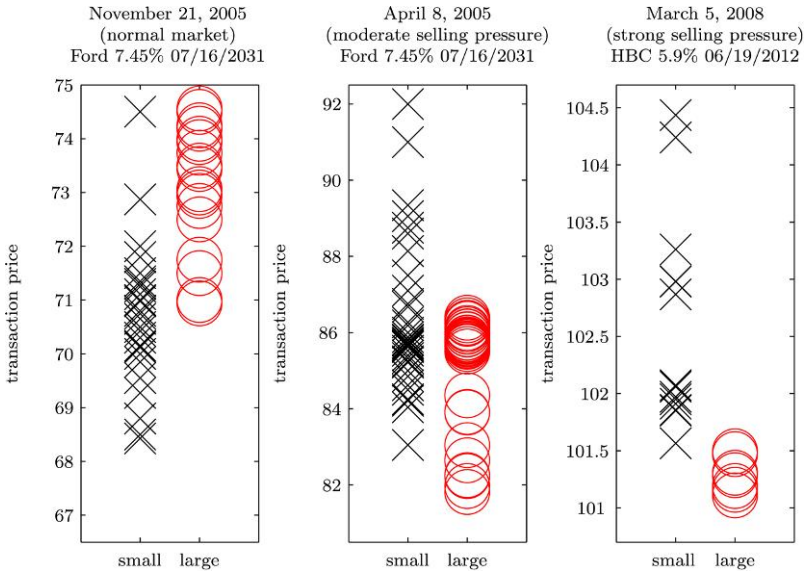 November 21, 2005
(normal market)
Ford 7.45% 07/16/2031
75
74
73
72
71
70
69
68
67
transaction price
small large
April 8, 2005
(moderate selling pressure)
Ford 7.45% 07/16/2031
92
90
88
86
84
82
transaction price
small large
March 5, 2008
(strong selling pressure)
HBC 5.9% 06/19/2012
104.5
104
103.5
103
102.5
102
101.5
101
transaction price
small large